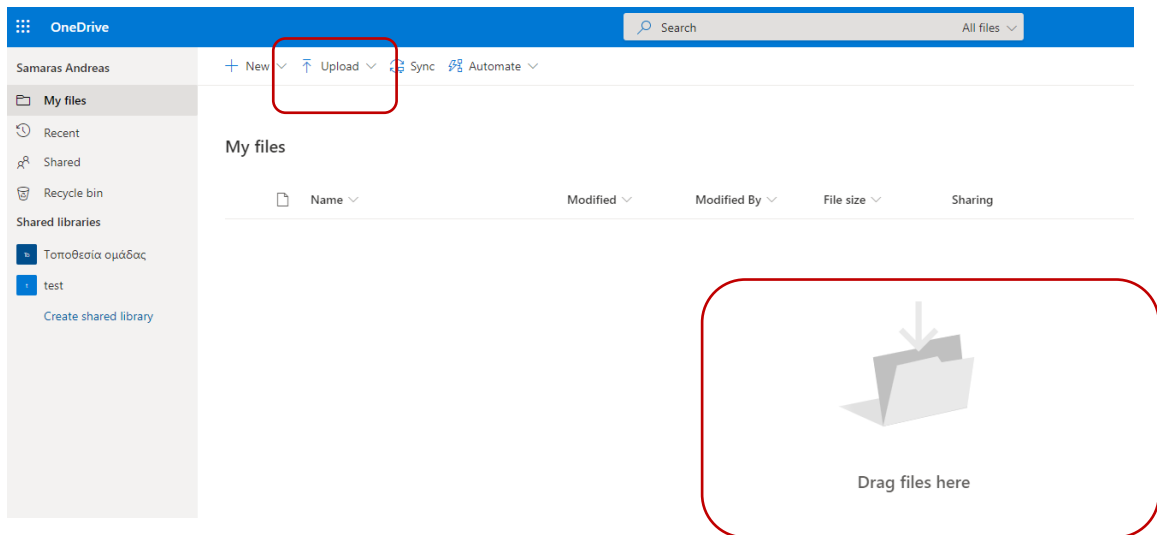 OneDrive
Search
All files
Samaras Andreas
New Upload Sync Automate
My files
Recent
Shared
Recycle bin
Shared libraries
Τοποθεσία ομάδας
test
Create shared library
My files
Name Modified Modified By File size Sharing
Drag files here